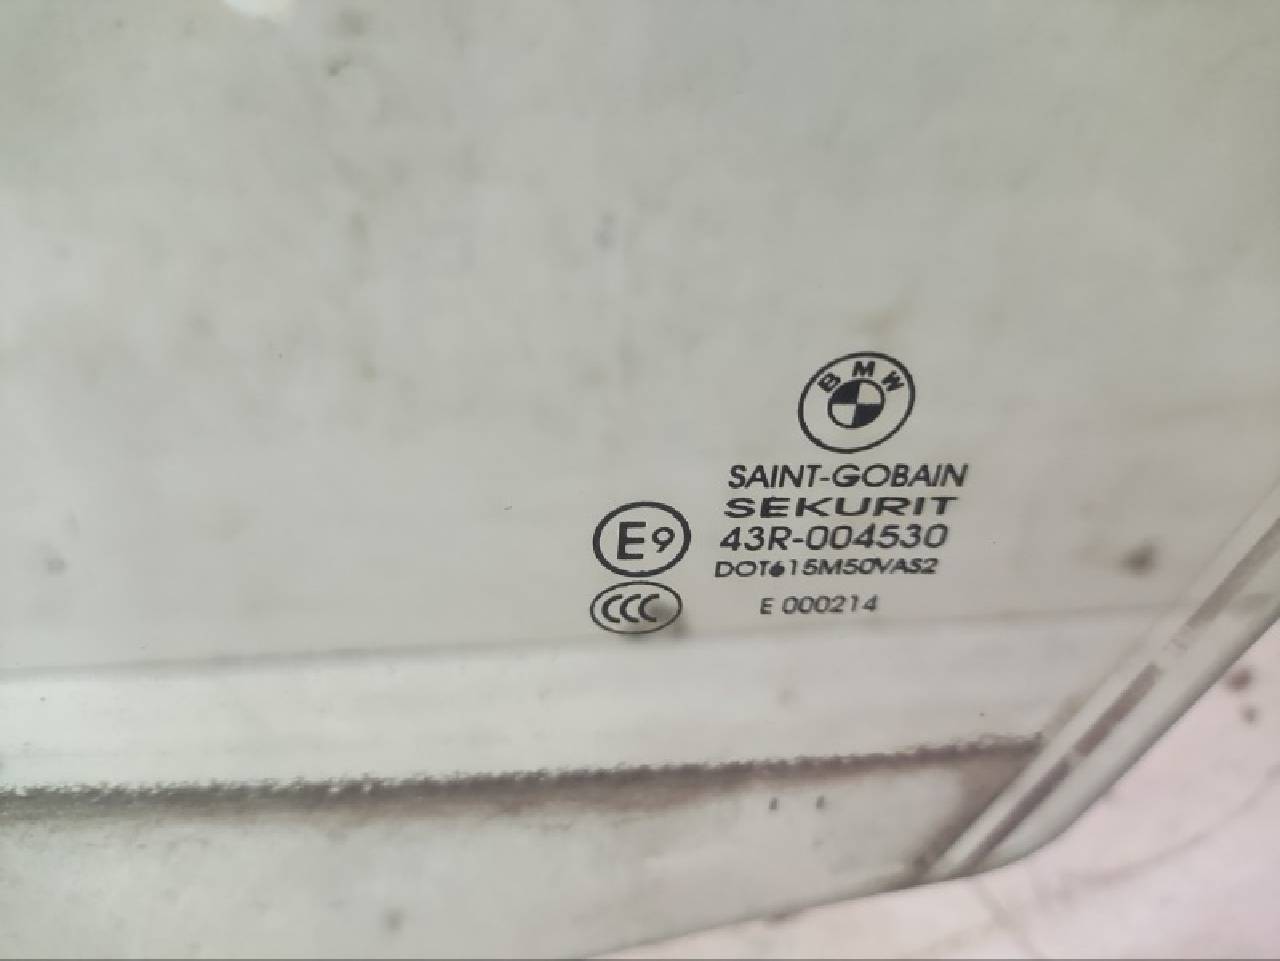 BMW
SAINT-GOBAIN
SEKURIT
E9 43R-004530
DOT615M50VAS2
CCC E 000214